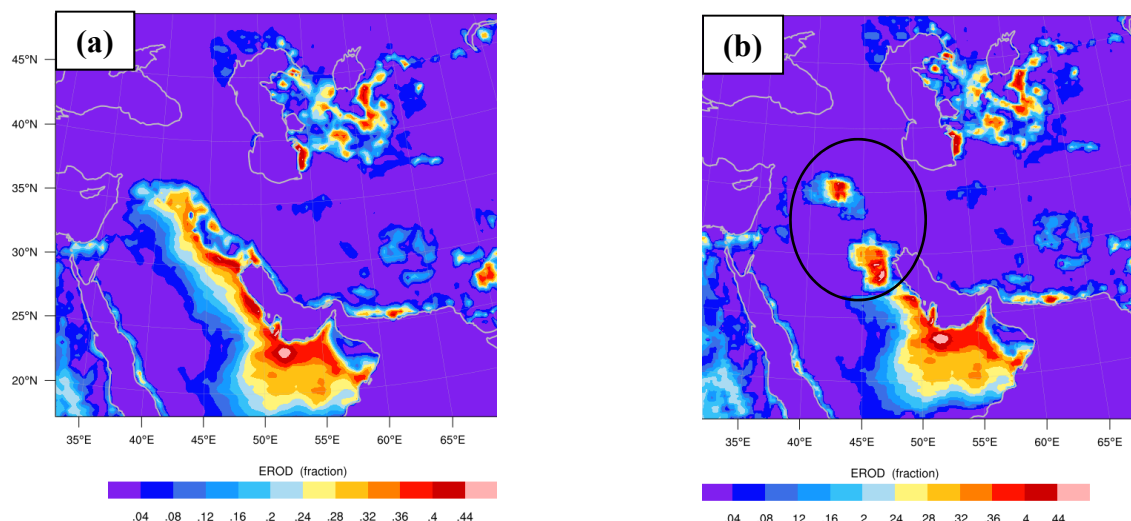 (a)
45°N
40°N
35°N
30°N
25°N
20°N
35°E 40°E 45°E 50°E 55°E 60°E 65°E
EROD (fraction)
.04 .08 .12 .16 .2 .24 .28 .32 .36 .4 .44
(b)
35°E 40°E 45°E 50°E 55°E 60°E 65°E
EROD (fraction)
04 08 12 16 2 24 28 32 36 4 44